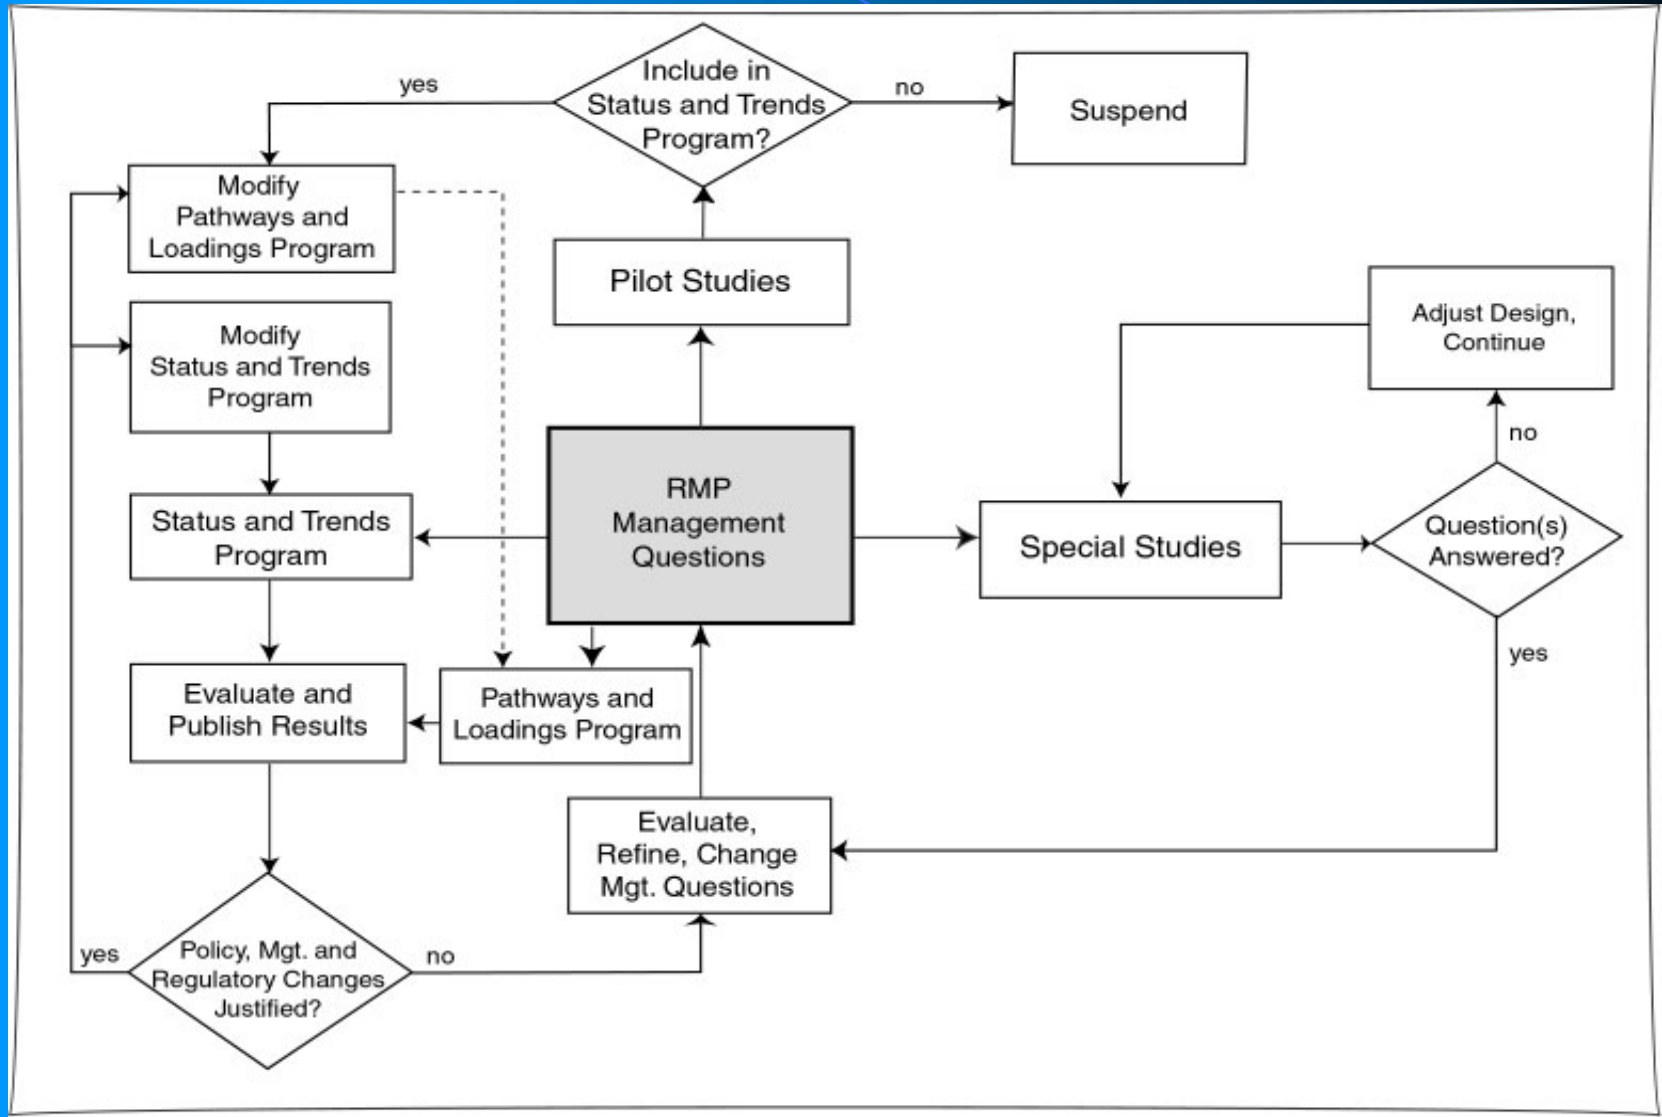 Include in
Status and Trends
Program?
yes
no
Suspend
Modify
Pathways and
Loadings Program
Pilot Studies
Modify
Status and Trends
Program
Adjust Design,
Continue
no
RMP
Management
Questions
Status and Trends
Program
Special Studies
Question(s)
Answered?
yes
Evaluate and
Publish Results
Pathways and
Loadings Program
Evaluate,
Refine, Change
Mgt. Questions
yes
Policy, Mgt. and
Regulatory Changes
Justified?
no